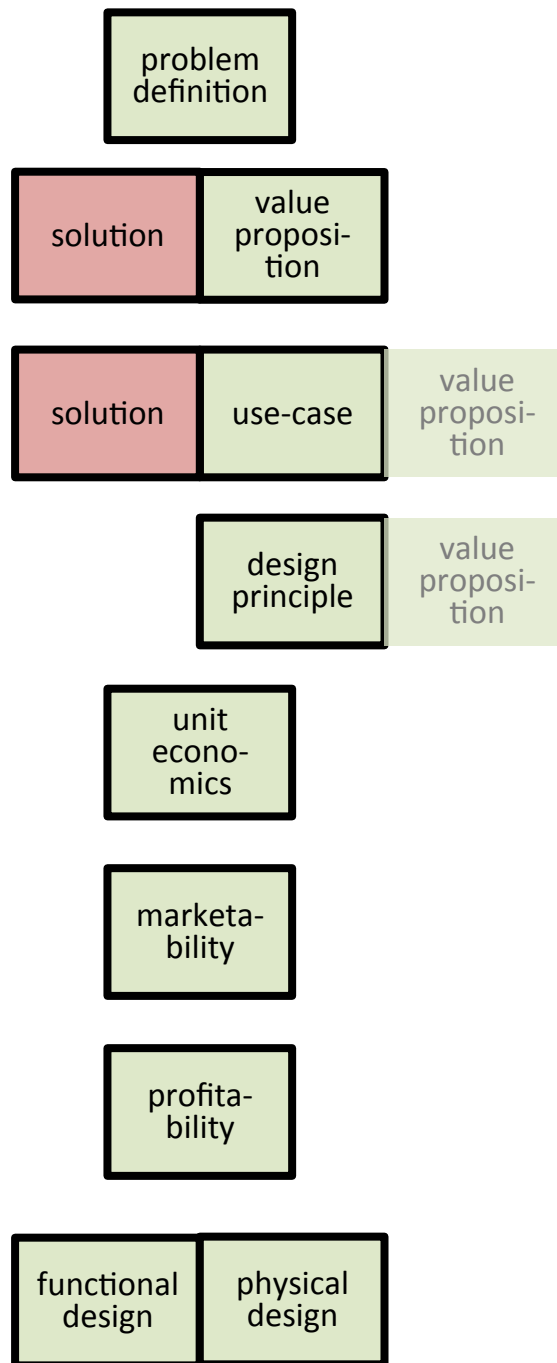 problem
definition
solution
value
proposi-
tion
solution
use-case
value
proposi-
tion
design
principle
value
proposi-
tion
unit
econo-
mics
marketa-
bility
profita-
bility
functional
design
physical
design